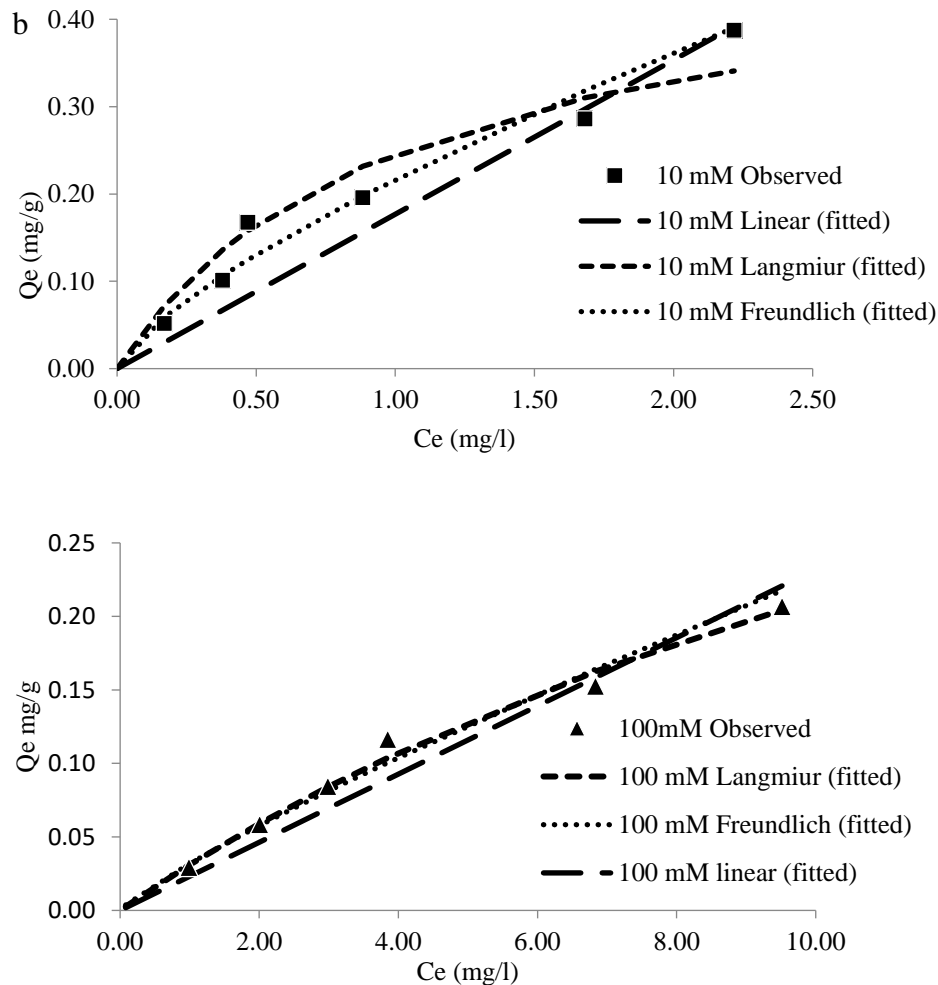 b
0.40
0.30
0.20
0.10
0.00
Qe (mg/g)
10 mM Observed
10 mM Linear (fitted)
10 mM Langmiur (fitted)
10 mM Freundlich (fitted)
0.00 0.50 1.00 1.50 2.00 2.50
Ce (mg/l)
0.25
0.20
0.15
0.10
0.05
0.00
Qe mg/g
100mM Observed
100 mM Langmiur (fitted)
100 mM Freundlich (fitted)
100 mM linear (fitted)
0.00 2.00 4.00 6.00 8.00 10.00
Ce (mg/l)